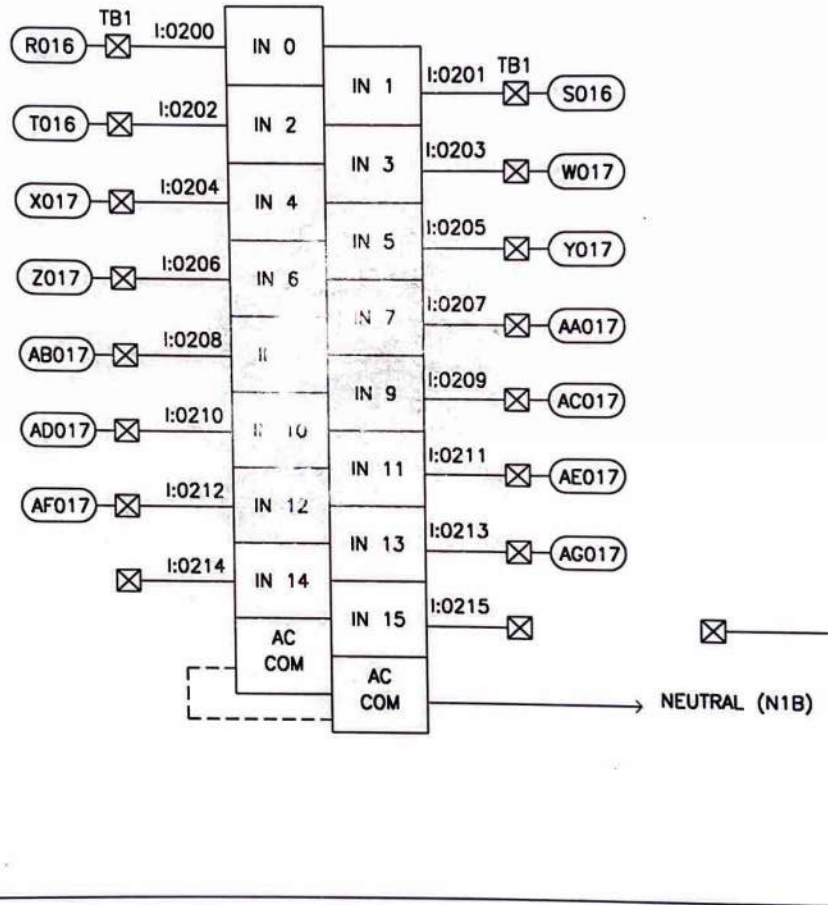 TB1
R016 I:0200 IN 0
IN 1 I:0201 TB1 S016
T016 I:0202 IN 2
IN 3 I:0203 W017
X017 I:0204 IN 4
IN 5 I:0205 Y017
Z017 I:0206 IN 6
IN 7 I:0207 AA017
AB017 I:0208
IN 9 I:0209 AC017
AD017 I:0210 10
IN 11 I:0211 AE017
AF017 I:0212 IN 12
IN 13 I:0213 AG017
I:0214 IN 14
IN 15 I:0215
AC
COM
AC
COM
NEUTRAL (N1B)